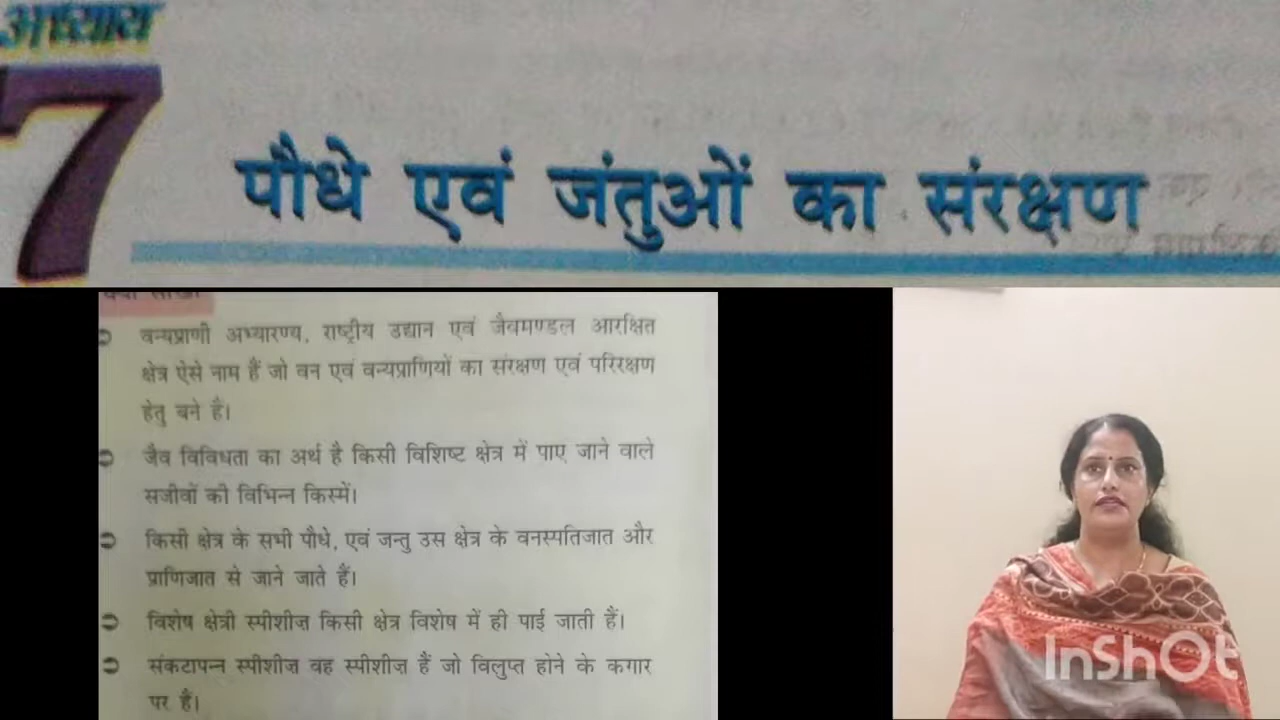 अध्याय
7
पौधे एवं जंतुओं का संरक्षण
वन्यप्राणी अभ्यारण्य, राष्ट्रीय उद्यान एवं जैवमण्डल आरक्षित
क्षेत्र ऐसे नाम हैं जो वन एवं वन्यप्राणियों का संरक्षण एवं परिरक्षण
हेतु बने हैं।
जैव विविधता का अर्थ है किसी विशिष्ट क्षेत्र में पाए जाने वाले
सजीवों की विभिन्न किस्में।
किसी क्षेत्र के सभी पौधे, एवं जन्तु उस क्षेत्र के वनस्पतिजात और
प्राणिजात से जाने जाते हैं।
विशेष क्षेत्री स्पीशीज़ किसी क्षेत्र विशेष में ही पाई जाती हैं।
संकटापन्न स्पीशीज़ वह स्पीशीज़ हैं जो विलुप्त होने के कगार
पर हैं।
InShOt